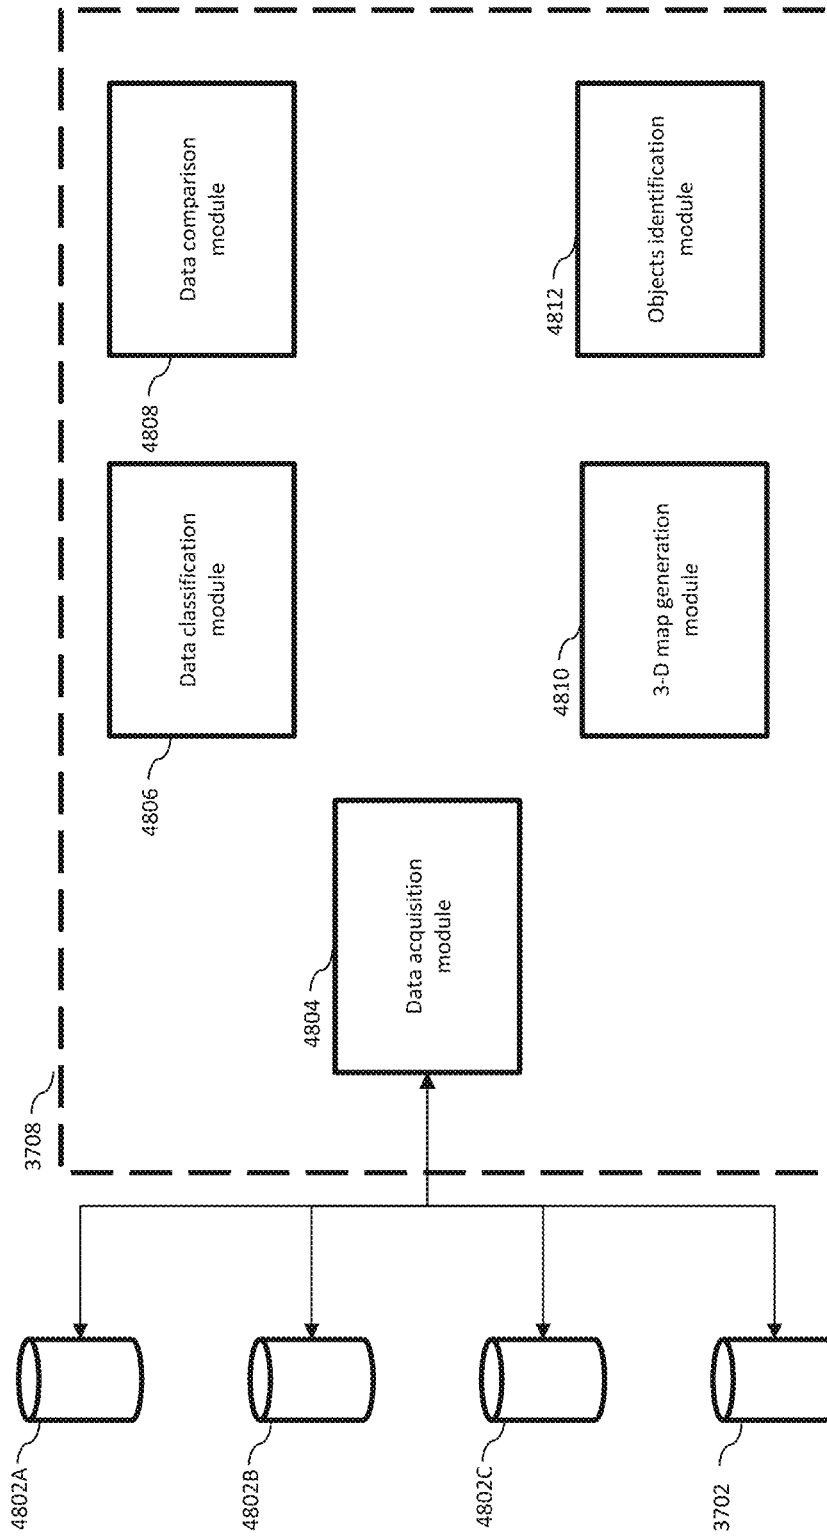 4802A
4802B
4802C
3702
3708
4804
Data acquisition
module
4806
Data classification
module
4808
Data comparison
module
4810
3-D map generation
module
4812
Objects identification
module